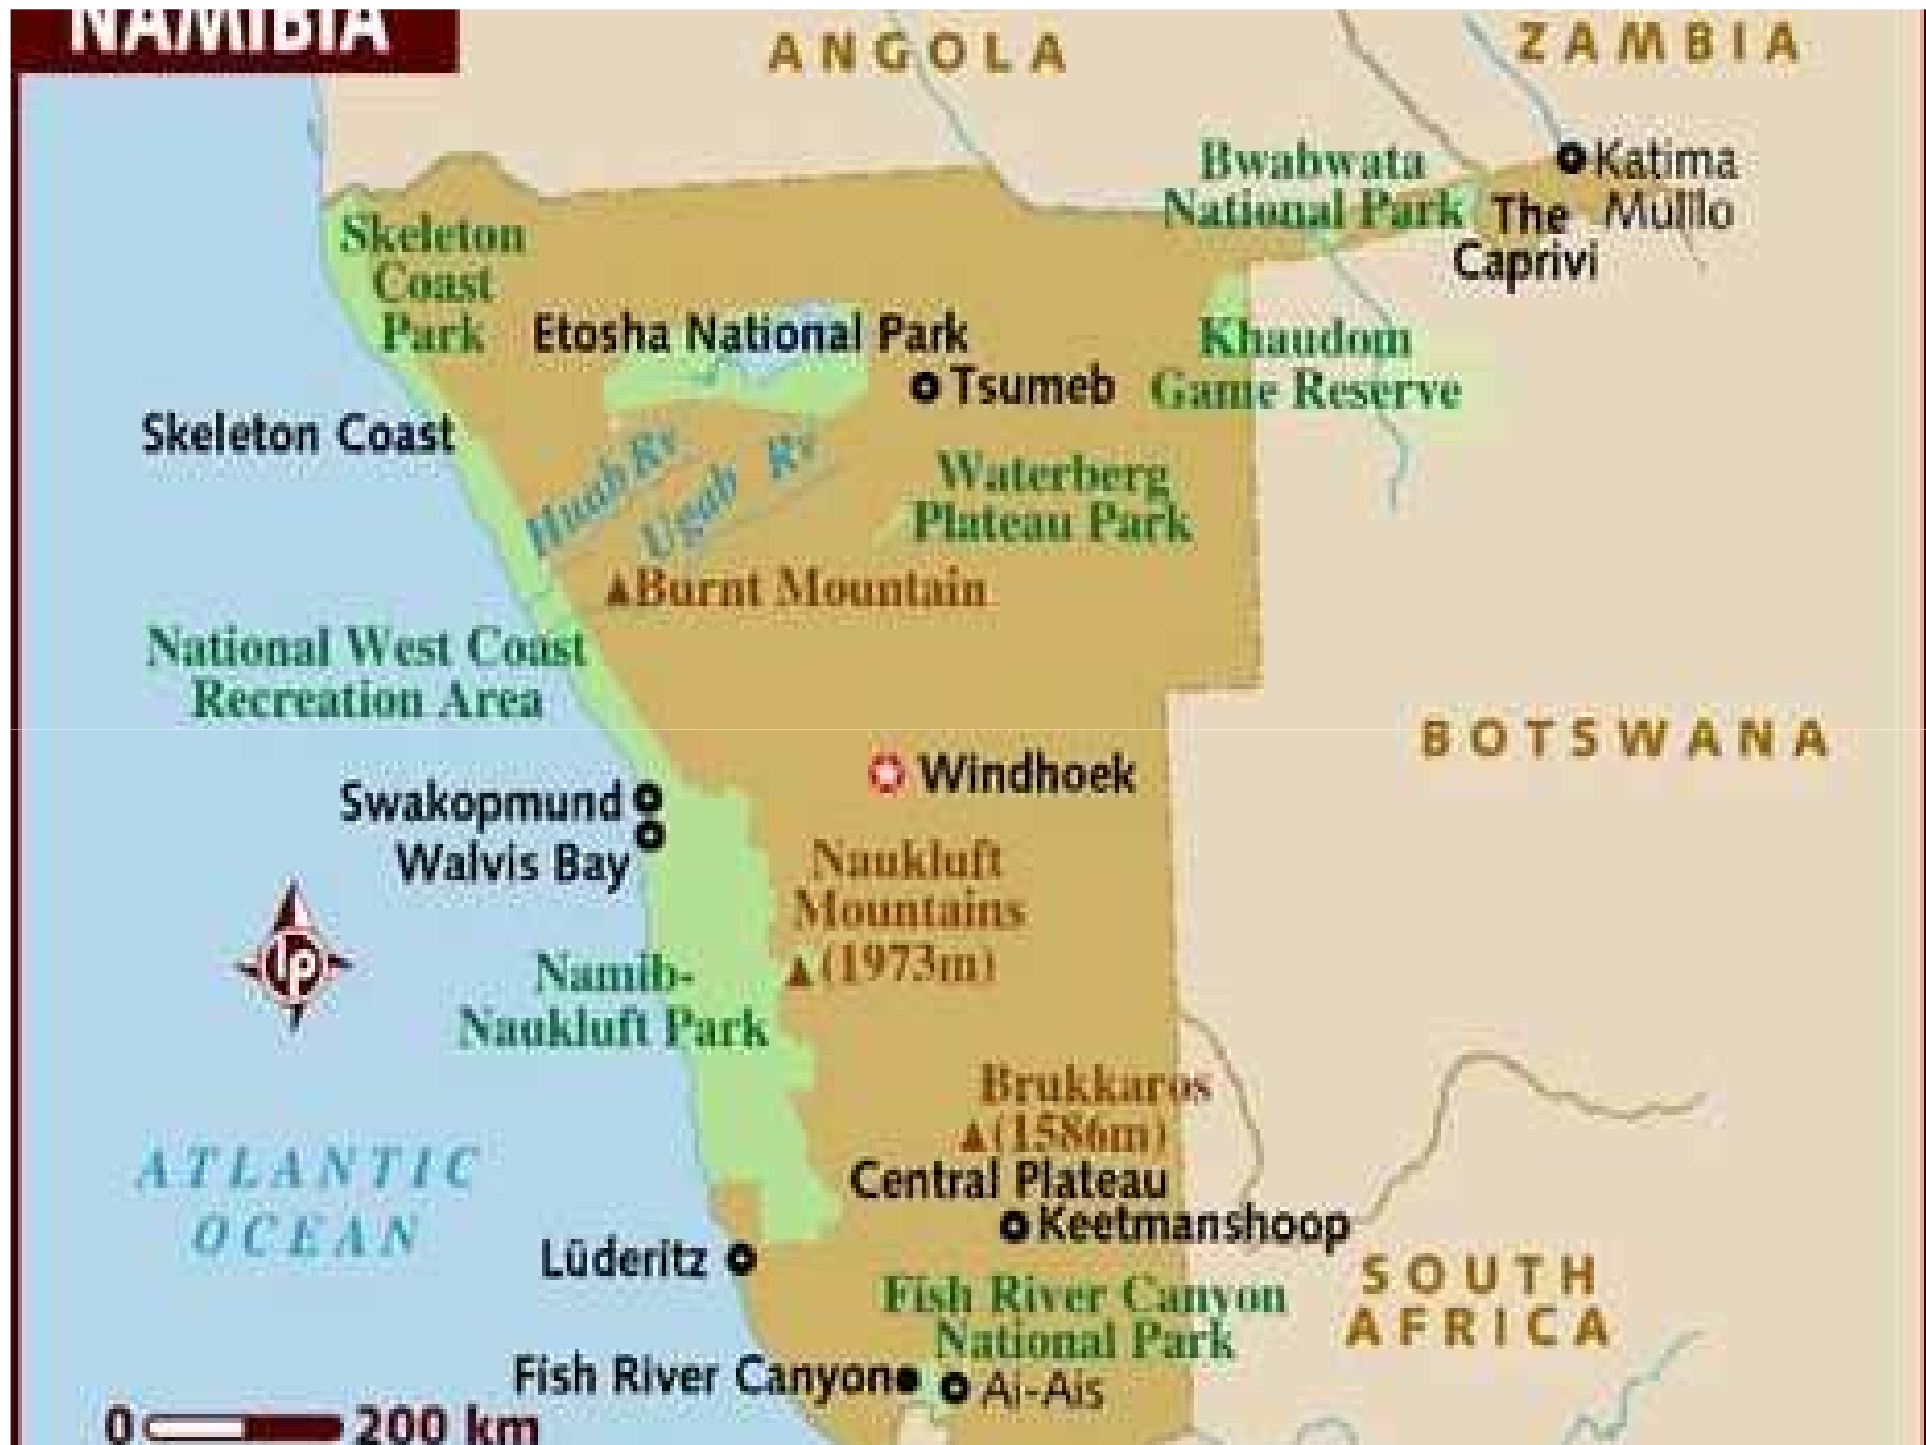 NAMIBIA
ANGOLA
ZAMBIA
Bwabwata
National Park
Katima
Mulilo
The
Caprivi
Skeleton
Coast
Park
Etosha National Park
Tsumeb
Khaudom
Game Reserve
Skeleton Coast
Huab Rv
Ugab Rv
Waterberg
Plateau Park
Burnt Mountain
National West Coast
Recreation Area
BOTSWANA
Windhoek
Swakopmund
Walvis Bay
Naukluft
Mountains
(1973m)
lp
Namib-
Naukluft Park
Brukkaros
(1586m)
Central Plateau
Keetmanshoop
ATLANTIC
OCEAN
Lüderitz
SOUTH
AFRICA
Fish River Canyon
National Park
Fish River Canyon
Ai-Ais
0 200 km